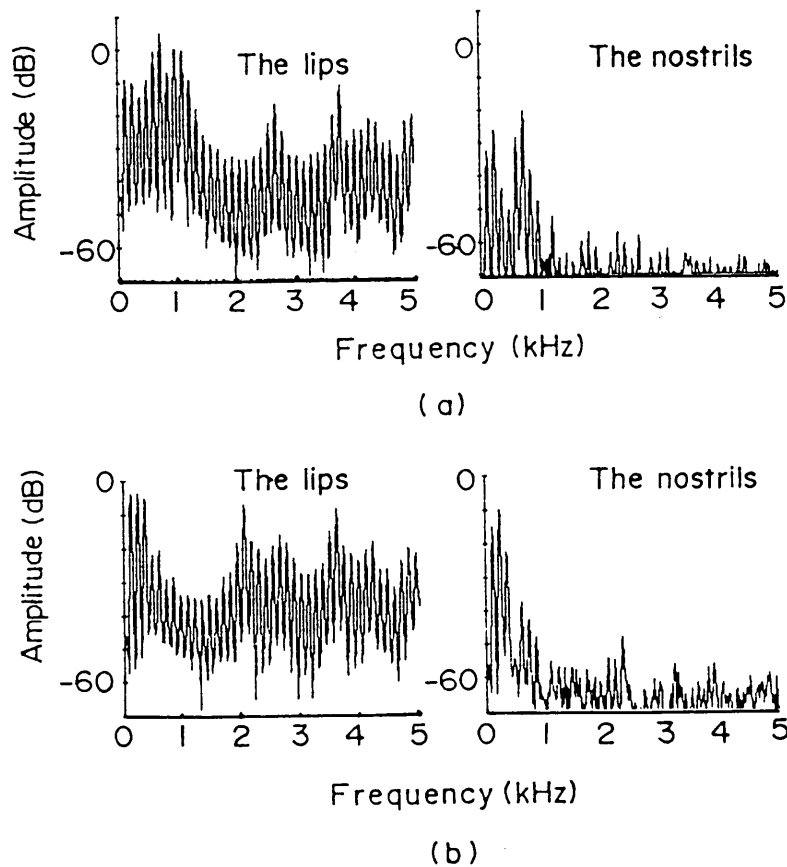 The lips
The nostrils
0
0
Amplitude (dB)
-60
-60
0 1 2 3 4 5
0 1 2 3 4 5
Frequency (kHz)
(a)
The lips
The nostrils
0
0
Amplitude (dB)
-60
-60
0 1 2 3 4 5
0 1 2 3 4 5
Frequency (kHz)
(b)